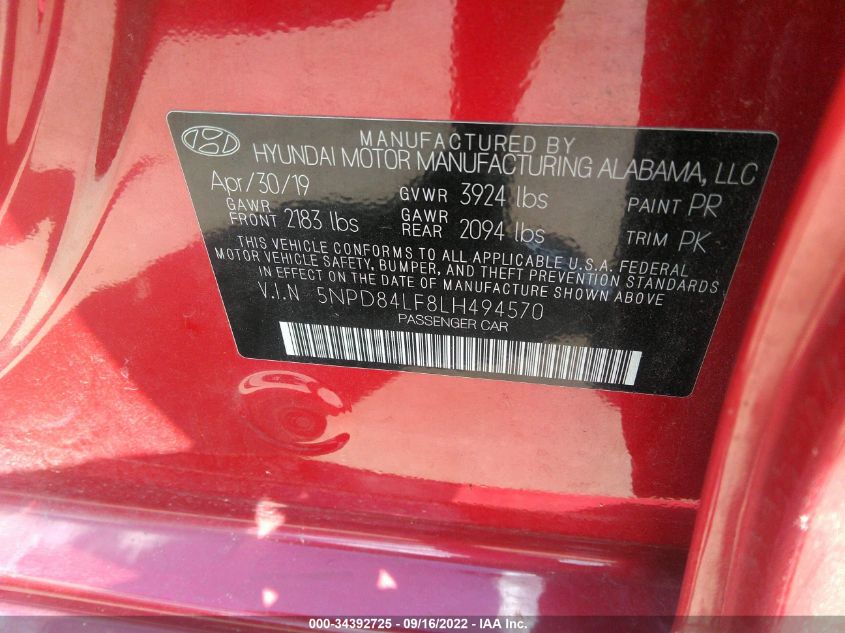 MANUFACTURED BY
HYUNDAI MOTOR MANUFACTURING ALABAMA, LLC
Apr/30/19 GVWR 3924 lbs PAINT PR
GAWR FRONT 2183 lbs GAWR REAR 2094 lbs TRIM PK
THIS VEHICLE CONFORMS TO ALL APPLICABLE U.S.A. FEDERAL
MOTOR VEHICLE SAFETY, BUMPER, AND THEFT PREVENTION STANDARDS
IN EFFECT ON THE DATE OF MANUFACTURE SHOWN ABOVE
V.I.N 5NPD84LF8LH494570
PASSENGER CAR
000-34392725 - 09/16/2022 - IAA Inc.